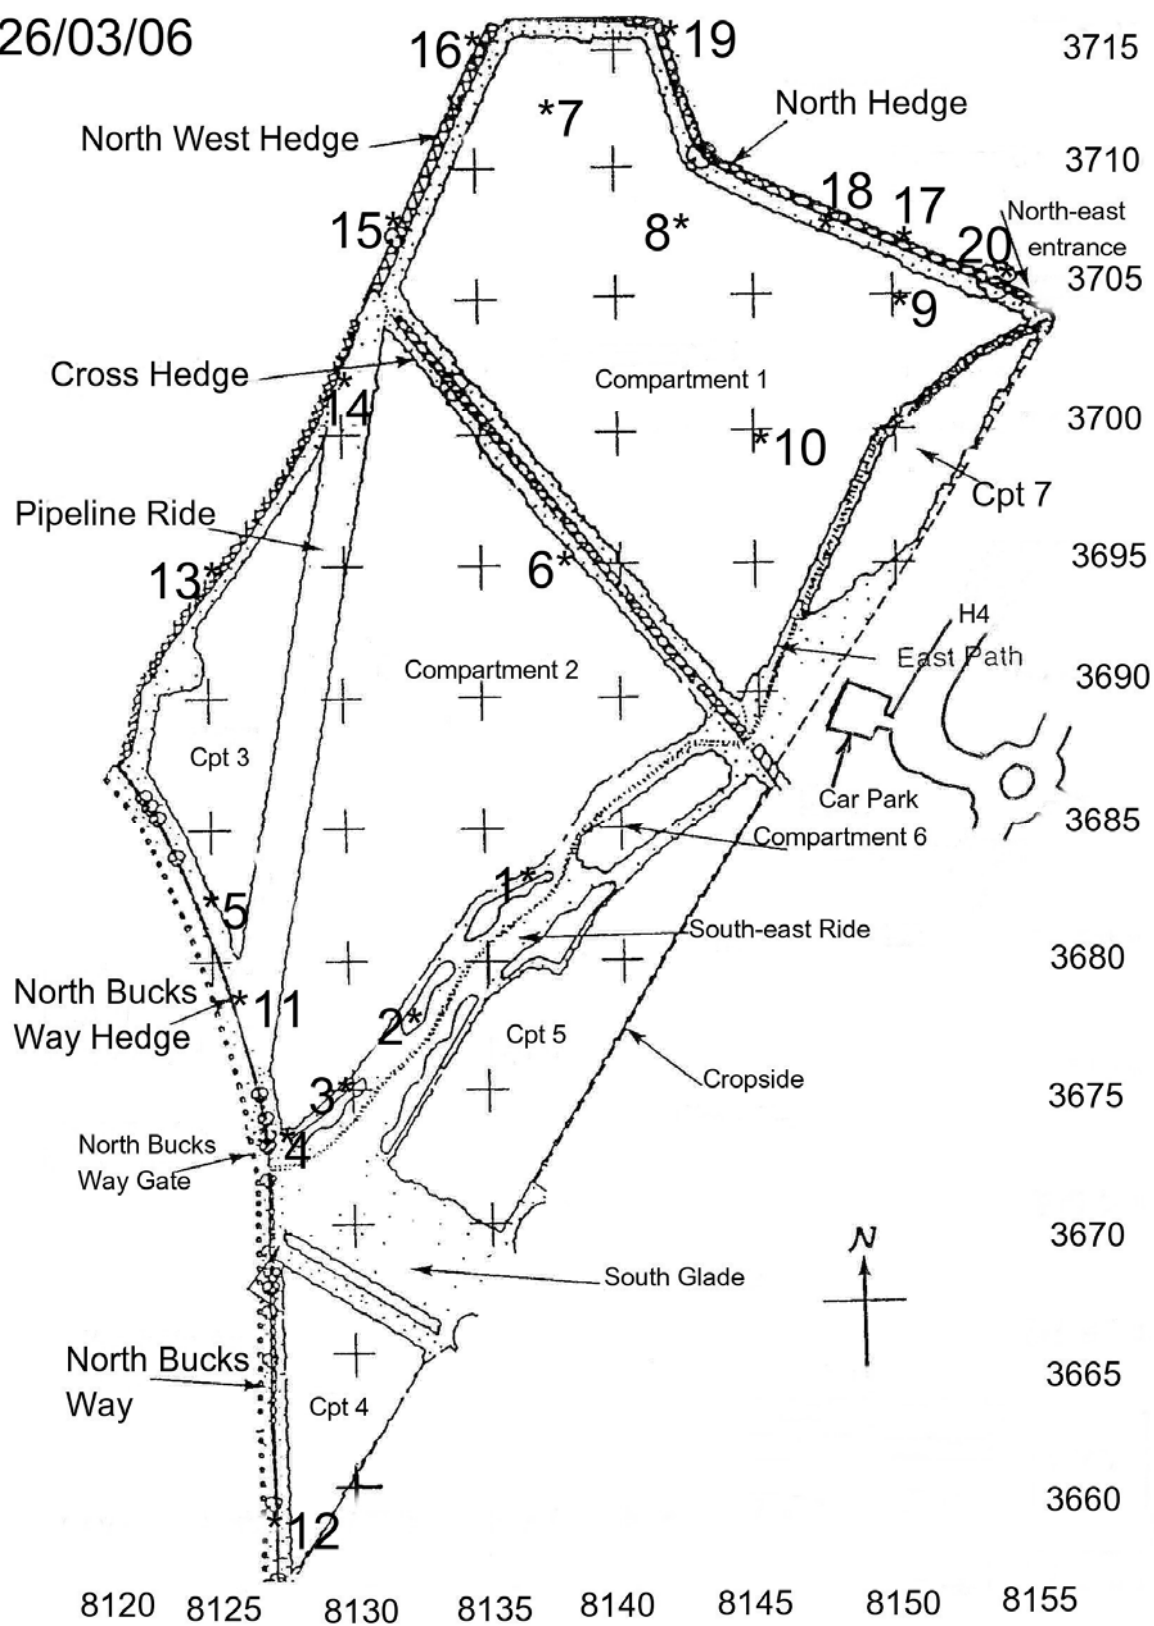 26/03/06
16*
*19
3715
*7
North Hedge
North West Hedge
3710
18
*
17
*
15*
8*
North-east
entrance
20
*
3705
*9
Cross Hedge
Compartment 1
*
14
3700
*10
Cpt 7
Pipeline Ride
3695
13*
6*
H4
East Path
Compartment 2
3690
Cpt 3
Car Park
3685
Compartment 6
1*
*5
South-east Ride
3680
North Bucks
Way Hedge
*11
2*
Cpt 5
3*
Cropside
3675
*4
North Bucks
Way Gate
3670
N
South Glade
North Bucks
Way
3665
Cpt 4
3660
*12
8120 8125 8130 8135 8140 8145 8150 8155